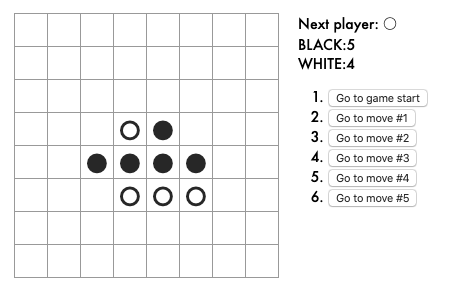 Next player: ○
BLACK:5
WHITE:4
1. Go to game start
2. Go to move #1
3. Go to move #2
4. Go to move #3
5. Go to move #4
6. Go to move #5